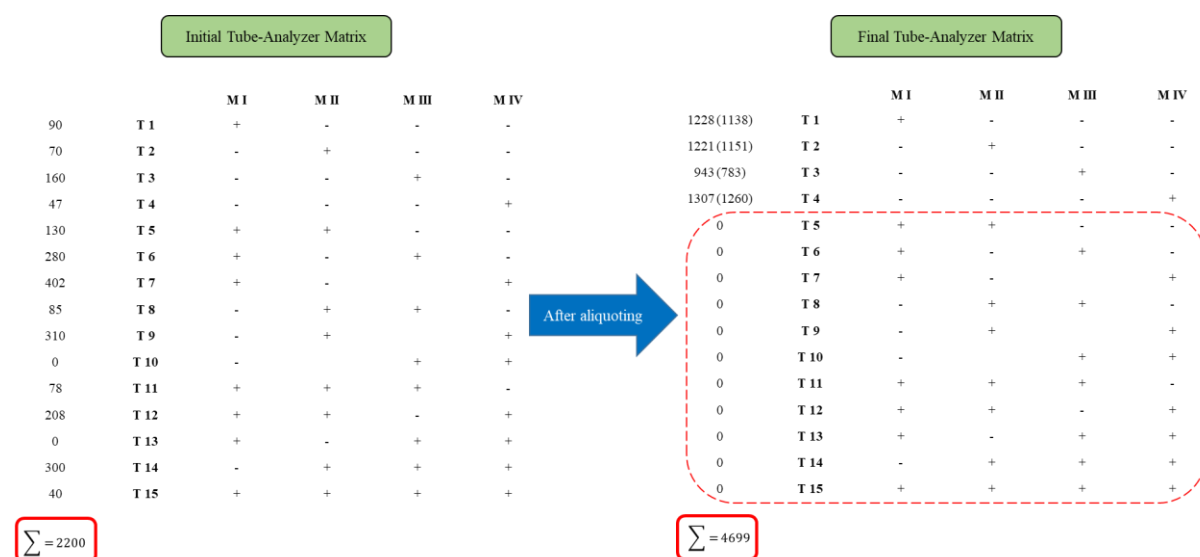 Initial Tube-Analyzer Matrix
M I M II M III M IV
90 T 1 + - - -
70 T 2 - + - -
160 T 3 - - + -
47 T 4 - - - +
130 T 5 + + - -
280 T 6 + - + -
402 T 7 + - +
85 T 8 - + + -
310 T 9 - + +
0 T 10 - + +
78 T 11 + + + -
208 T 12 + + - +
0 T 13 + - + +
300 T 14 - + + +
40 T 15 + + + +
∑ = 2200
After aliquoting
Final Tube-Analyzer Matrix
M I M II M III M IV
1228 (1138) T 1 + - - -
1221 (1151) T 2 - + - -
943 (783) T 3 - - + -
1307 (1260) T 4 - - - +
0 T 5 + + - -
0 T 6 + - + -
0 T 7 + - +
0 T 8 - + + -
0 T 9 - + +
0 T 10 - + +
0 T 11 + + + -
0 T 12 + + - +
0 T 13 + - + +
0 T 14 - + + +
0 T 15 + + + +
∑ = 4699